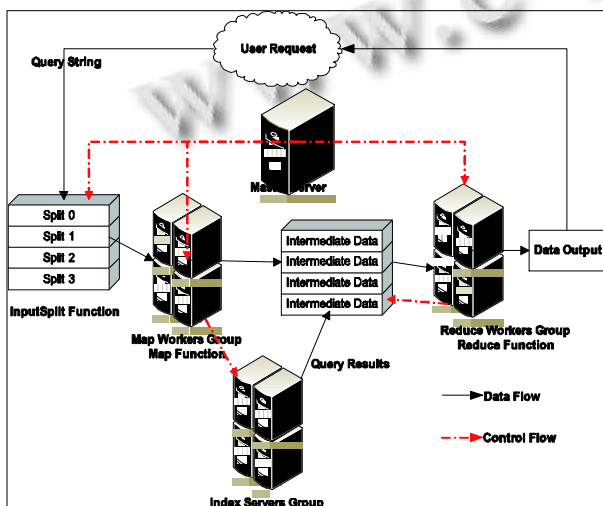 www.c
User Request
Query String
Split 0
Split 1
Split 2
Split 3
InputSplit Function
Map Workers Group
Map Function
Intermediate Data
Intermediate Data
Intermediate Data
Intermediate Data
Reduce Workers Group
Reduce Function
Data Output
Query Results
Index Servers Group
Data Flow
Control Flow